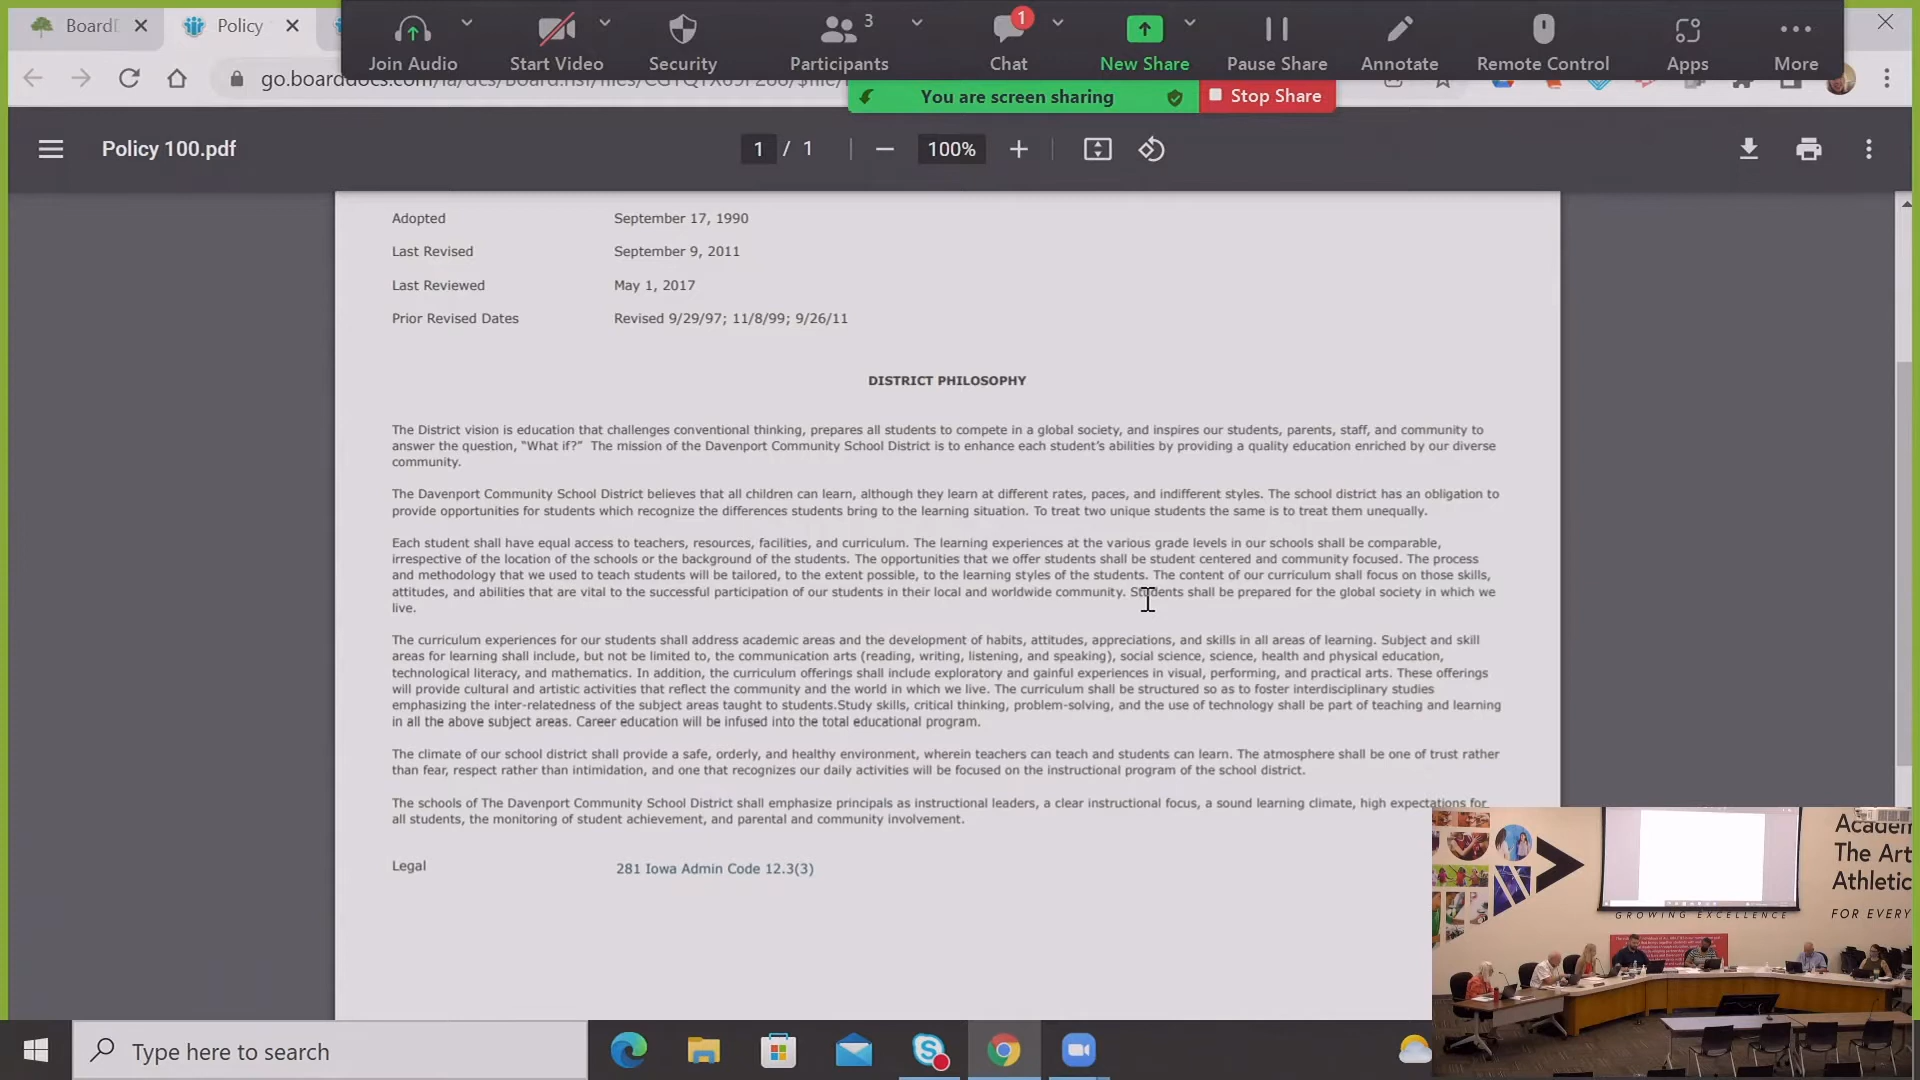 BoardD
Policy
3
1
Join Audio
Start Video
Security
Participants
Chat
New Share
Pause Share
Annotate
Remote Control
Apps
More
You are screen sharing
Stop Share
Policy 100.pdf
1 / 1
100%
Adopted September 17, 1990
Last Revised September 9, 2011
Last Reviewed May 1, 2017
Prior Revised Dates Revised 9/29/97; 11/8/99; 9/26/11
DISTRICT PHILOSOPHY
The District vision is education that challenges conventional thinking, prepares all students to compete in a global society, and inspires our students, parents, staff, and community to
answer the question, “What if?” The mission of the Davenport Community School District is to enhance each student’s abilities by providing a quality education enriched by our diverse
community.
The Davenport Community School District believes that all children can learn, although they learn at different rates, paces, and indifferent styles. The school district has an obligation to
provide opportunities for students which recognize the differences students bring to the learning situation. To treat two unique students the same is to treat them unequally.
Each student shall have equal access to teachers, resources, facilities, and curriculum. The learning experiences at the various grade levels in our schools shall be comparable,
irrespective of the location of the schools or the background of the students. The opportunities that we offer students shall be student centered and community focused. The process
and methodology that we used to teach students will be tailored, to the extent possible, to the learning styles of the students. The content of our curriculum shall focus on those skills,
attitudes, and abilities that are vital to the successful participation of our students in their local and worldwide community. Students shall be prepared for the global society in which we
live.
The curriculum experiences for our students shall address academic areas and the development of habits, attitudes, appreciations, and skills in all areas of learning. Subject and skill
areas for learning shall include, but not be limited to, the communication arts (reading, writing, listening, and speaking), social science, science, health and physical education,
technological literacy, and mathematics. In addition, the curriculum offerings shall include exploratory and gainful experiences in visual, performing, and practical arts. These offerings
will provide cultural and artistic activities that reflect the community and the world in which we live. The curriculum shall be structured so as to foster interdisciplinary studies
emphasizing the inter-relatedness of the subject areas taught to students.Study skills, critical thinking, problem-solving, and the use of technology shall be part of teaching and learning
in all the above subject areas. Career education will be infused into the total educational program.
The climate of our school district shall provide a safe, orderly, and healthy environment, wherein teachers can teach and students can learn. The atmosphere shall be one of trust rather
than fear, respect rather than intimidation, and one that recognizes our daily activities will be focused on the instructional program of the school district.
The schools of The Davenport Community School District shall emphasize principals as instructional leaders, a clear instructional focus, a sound learning climate, high expectations for
all students, the monitoring of student achievement, and parental and community involvement.
Legal 281 Iowa Admin Code 12.3(3)
Academ
The Art
Athletic
GROWING EXCELLENCE
FOR EVERY
Type here to search